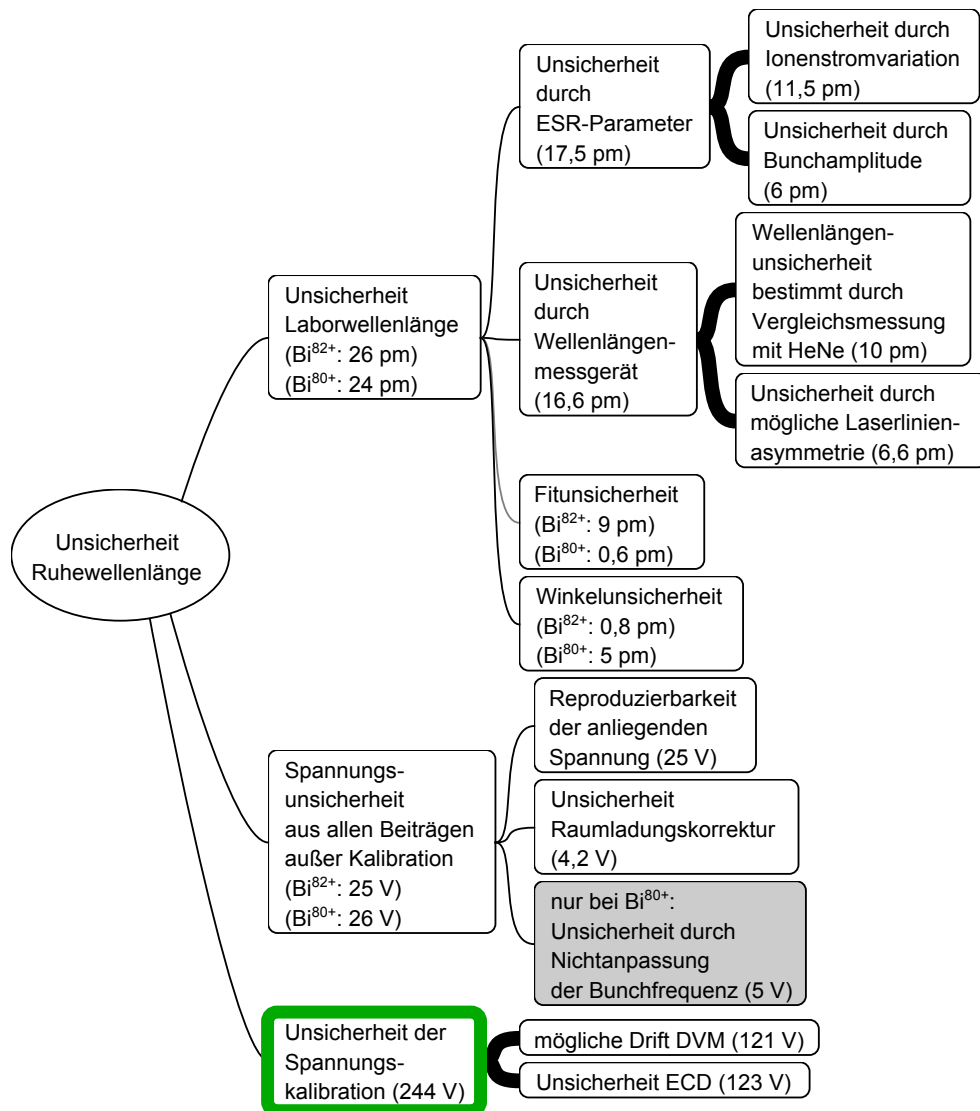 Unsicherheit durch
Ionenstromvariation
(11,5 pm)
Unsicherheit
durch
ESR-Parameter
(17,5 pm)
Unsicherheit durch
Bunchamplitude
(6 pm)
Wellenlängen-
unsicherheit
bestimmt durch
Vergleichsmessung
mit HeNe (10 pm)
Unsicherheit
Laborwellenlänge
(Bi⁸²⁺: 26 pm)
(Bi⁸⁰⁺: 24 pm)
Unsicherheit
durch
Wellenlängen-
messgerät
(16,6 pm)
Unsicherheit durch
mögliche Laserlinien-
asymmetrie (6,6 pm)
Fitunsicherheit
(Bi⁸²⁺: 9 pm)
(Bi⁸⁰⁺: 0,6 pm)
Unsicherheit
Ruhewellenlänge
Winkelunsicherheit
(Bi⁸²⁺: 0,8 pm)
(Bi⁸⁰⁺: 5 pm)
Reproduzierbarkeit
der anliegenden
Spannung (25 V)
Spannungs-
unsicherheit
aus allen Beiträgen
außer Kalibration
(Bi⁸²⁺: 25 V)
(Bi⁸⁰⁺: 26 V)
Unsicherheit
Raumladungskorrektur
(4,2 V)
nur bei Bi⁸⁰⁺:
Unsicherheit durch
Nichtanpassung
der Bunchfrequenz (5 V)
Unsicherheit der
Spannungs-
kalibration (244 V)
mögliche Drift DVM (121 V)
Unsicherheit ECD (123 V)